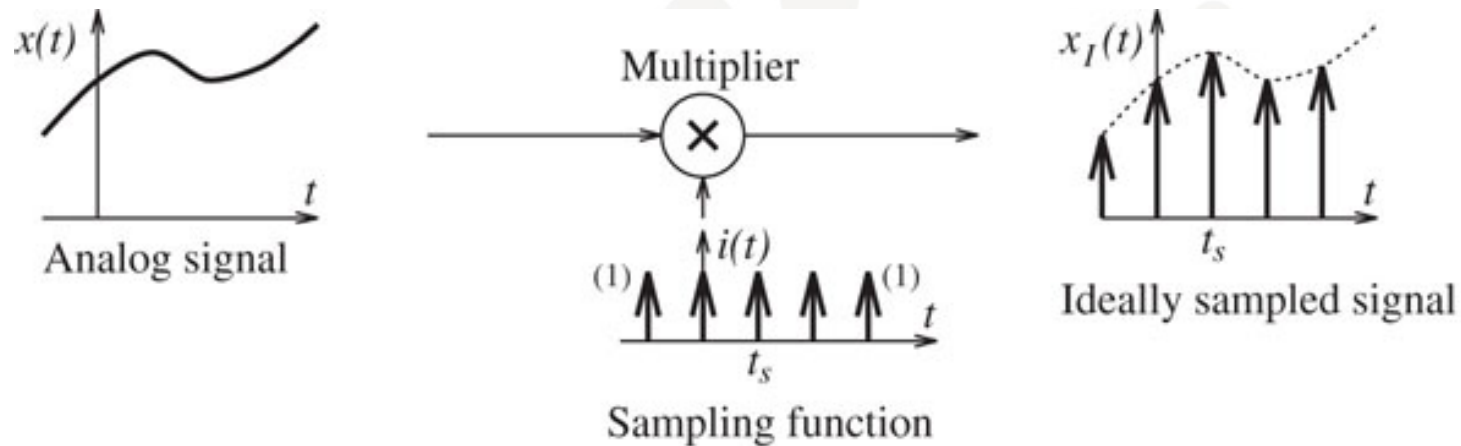 x(t)
t
Analog signal
Multiplier
×
i(t)
(1)
(1)
t
t_s
Sampling function
x_I(t)
t
t_s
Ideally sampled signal